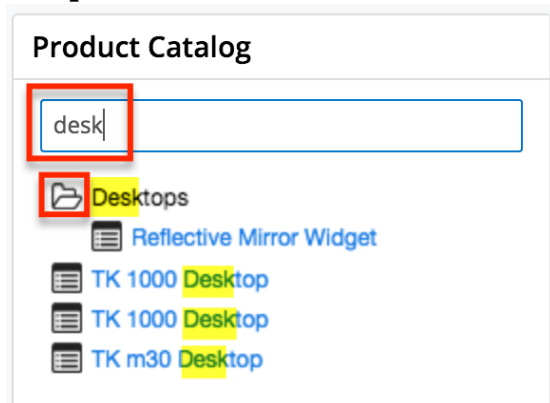 Product Catalog
desk
Desktops
Reflective Mirror Widget
TK 1000 Desktop
TK 1000 Desktop
TK m30 Desktop